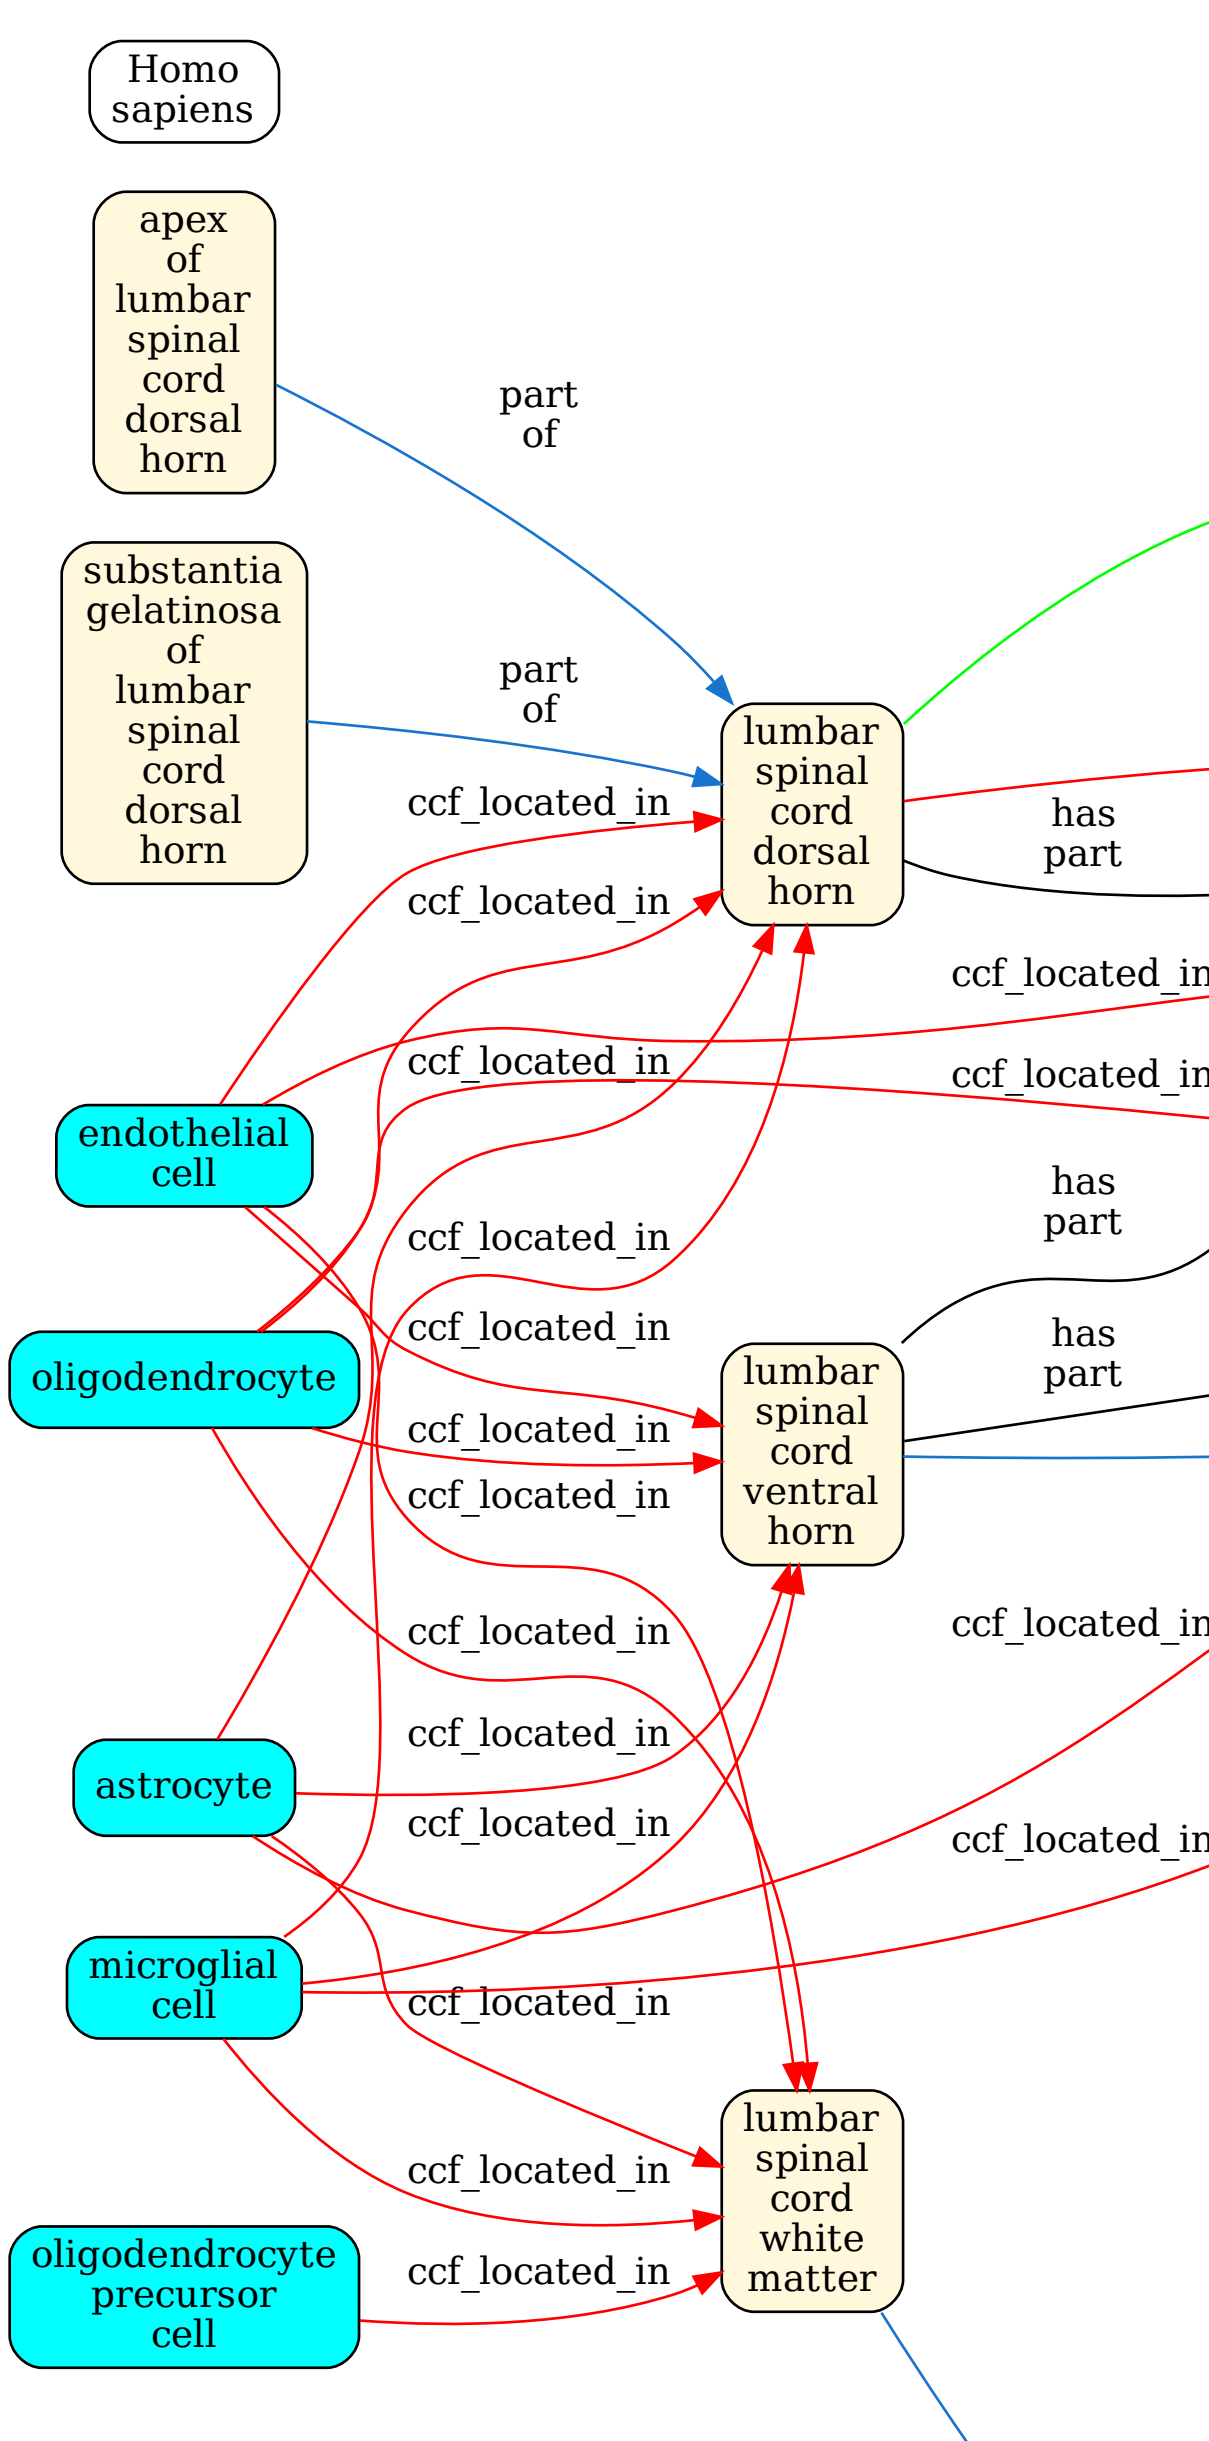 Homo
sapiens
apex
of
lumbar
spinal
cord
dorsal
horn
part
of
substantia
gelatinosa
of
lumbar
spinal
cord
dorsal
horn
part
of
lumbar
spinal
cord
dorsal
horn
ccf_located_in
has
part
ccf_located_in
ccf_located_in
ccf_located_in
ccf_located_in
endothelial
cell
has
part
ccf_located_in
ccf_located_in
has
part
oligodendrocyte
lumbar
spinal
cord
ventral
horn
ccf_located_in
ccf_located_in
ccf_located_in
ccf_located_in
ccf_located_in
astrocyte
ccf_located_in
ccf_located_in
microglial
cell
ccf_located_in
lumbar
spinal
cord
white
matter
ccf_located_in
ccf_located_in
oligodendrocyte
precursor
cell